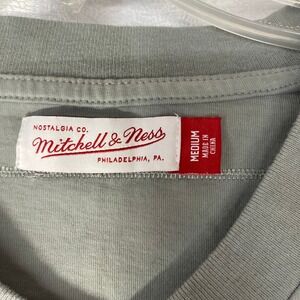 NOSTALGIA CO.
Mitchell & Ness
PHILADELPHIA, PA.
MEDIUM
MADE IN
CHINA